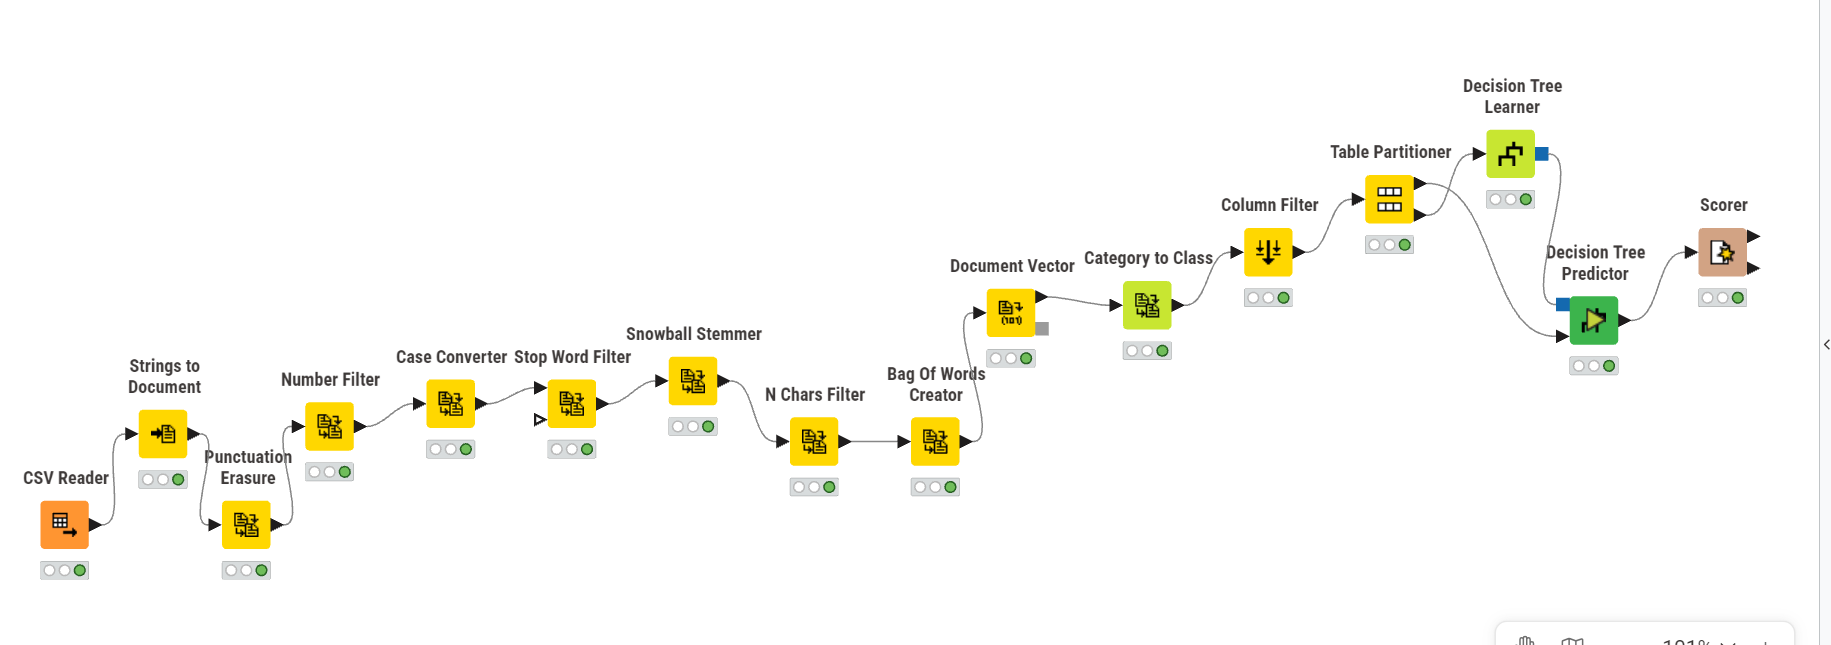 CSV Reader
Strings to
Document
Punctuation
Erasure
Number Filter
Case Converter
Stop Word Filter
Snowball Stemmer
N Chars Filter
Bag Of Words
Creator
Document Vector
Category to Class
Column Filter
Table Partitioner
Decision Tree
Learner
Decision Tree
Predictor
Scorer